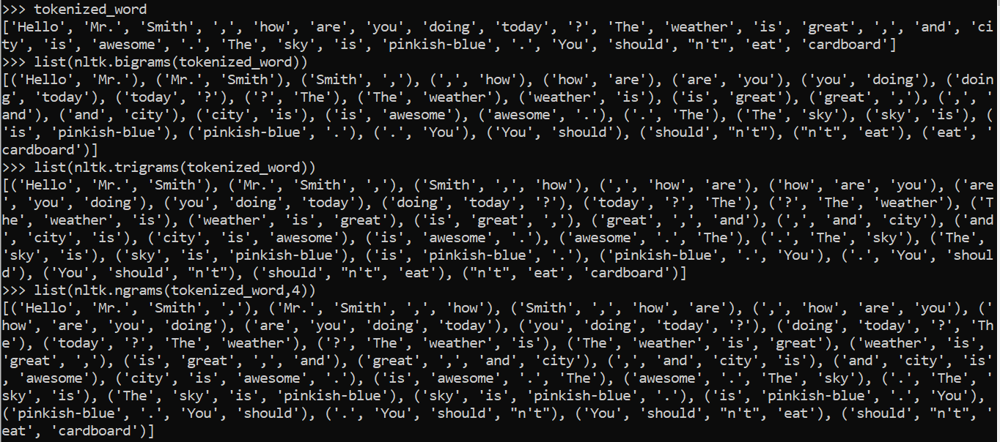 >>> tokenized_word
['Hello', 'Mr.', 'Smith', ',', 'how', 'are', 'you', 'doing', 'today', '?', 'The', 'weather', 'is', 'great', ',', 'and', 'ci
ty', 'is', 'awesome', '.', 'The', 'sky', 'is', 'pinkish-blue', '.', 'You', 'should', "n't", 'eat', 'cardboard']
>>> list(nltk.bigrams(tokenized_word))
[('Hello', 'Mr.'), ('Mr.', 'Smith'), ('Smith', ','), (',', 'how'), ('how', 'are'), ('are', 'you'), ('you', 'doing'), ('doin
g', 'today'), ('today', '?'), ('?', 'The'), ('The', 'weather'), ('weather', 'is'), ('is', 'great'), ('great', ','), (',', '
and'), ('and', 'city'), ('city', 'is'), ('is', 'awesome'), ('awesome', '.'), ('.', 'The'), ('The', 'sky'), ('sky', 'is'), (
'is', 'pinkish-blue'), ('pinkish-blue', '.'), ('.', 'You'), ('You', 'should'), ('should', "n't"), ("n't", 'eat'), ('eat', '
cardboard')]
>>> list(nltk.trigrams(tokenized_word))
[('Hello', 'Mr.', 'Smith'), ('Mr.', 'Smith', ','), ('Smith', ',', 'how'), (',', 'how', 'are'), ('how', 'are', 'you'), ('are
', 'you', 'doing'), ('you', 'doing', 'today'), ('doing', 'today', '?'), ('today', '?', 'The'), ('?', 'The', 'weather'), ('T
he', 'weather', 'is'), ('weather', 'is', 'great'), ('is', 'great', ','), ('great', ',', 'and'), (',', 'and', 'city'), ('and
', 'city', 'is'), ('city', 'is', 'awesome'), ('is', 'awesome', '.'), ('awesome', '.', 'The'), ('.', 'The', 'sky'), ('The',
'sky', 'is'), ('sky', 'is', 'pinkish-blue'), ('is', 'pinkish-blue', '.'), ('pinkish-blue', '.', 'You'), ('.', 'You', 'shoul
d'), ('You', 'should', "n't"), ('should', "n't", 'eat'), ("n't", 'eat', 'cardboard')]
>>> list(nltk.ngrams(tokenized_word,4))
[('Hello', 'Mr.', 'Smith', ','), ('Mr.', 'Smith', ',', 'how'), ('Smith', ',', 'how', 'are'), (',', 'how', 'are', 'you'), ('
how', 'are', 'you', 'doing'), ('are', 'you', 'doing', 'today'), ('you', 'doing', 'today', '?'), ('doing', 'today', '?', 'Th
e'), ('today', '?', 'The', 'weather'), ('?', 'The', 'weather', 'is'), ('The', 'weather', 'is', 'great'), ('weather', 'is',
'great', ','), ('is', 'great', ',', 'and'), ('great', ',', 'and', 'city'), (',', 'and', 'city', 'is'), ('and', 'city', 'is'
, 'awesome'), ('city', 'is', 'awesome', '.'), ('is', 'awesome', '.', 'The'), ('awesome', '.', 'The', 'sky'), ('.', 'The', '
sky', 'is'), ('The', 'sky', 'is', 'pinkish-blue'), ('sky', 'is', 'pinkish-blue', '.'), ('is', 'pinkish-blue', '.', 'You'),
('pinkish-blue', '.', 'You', 'should'), ('.', 'You', 'should', "n't"), ('You', 'should', "n't", 'eat'), ('should', "n't", '
eat', 'cardboard')]